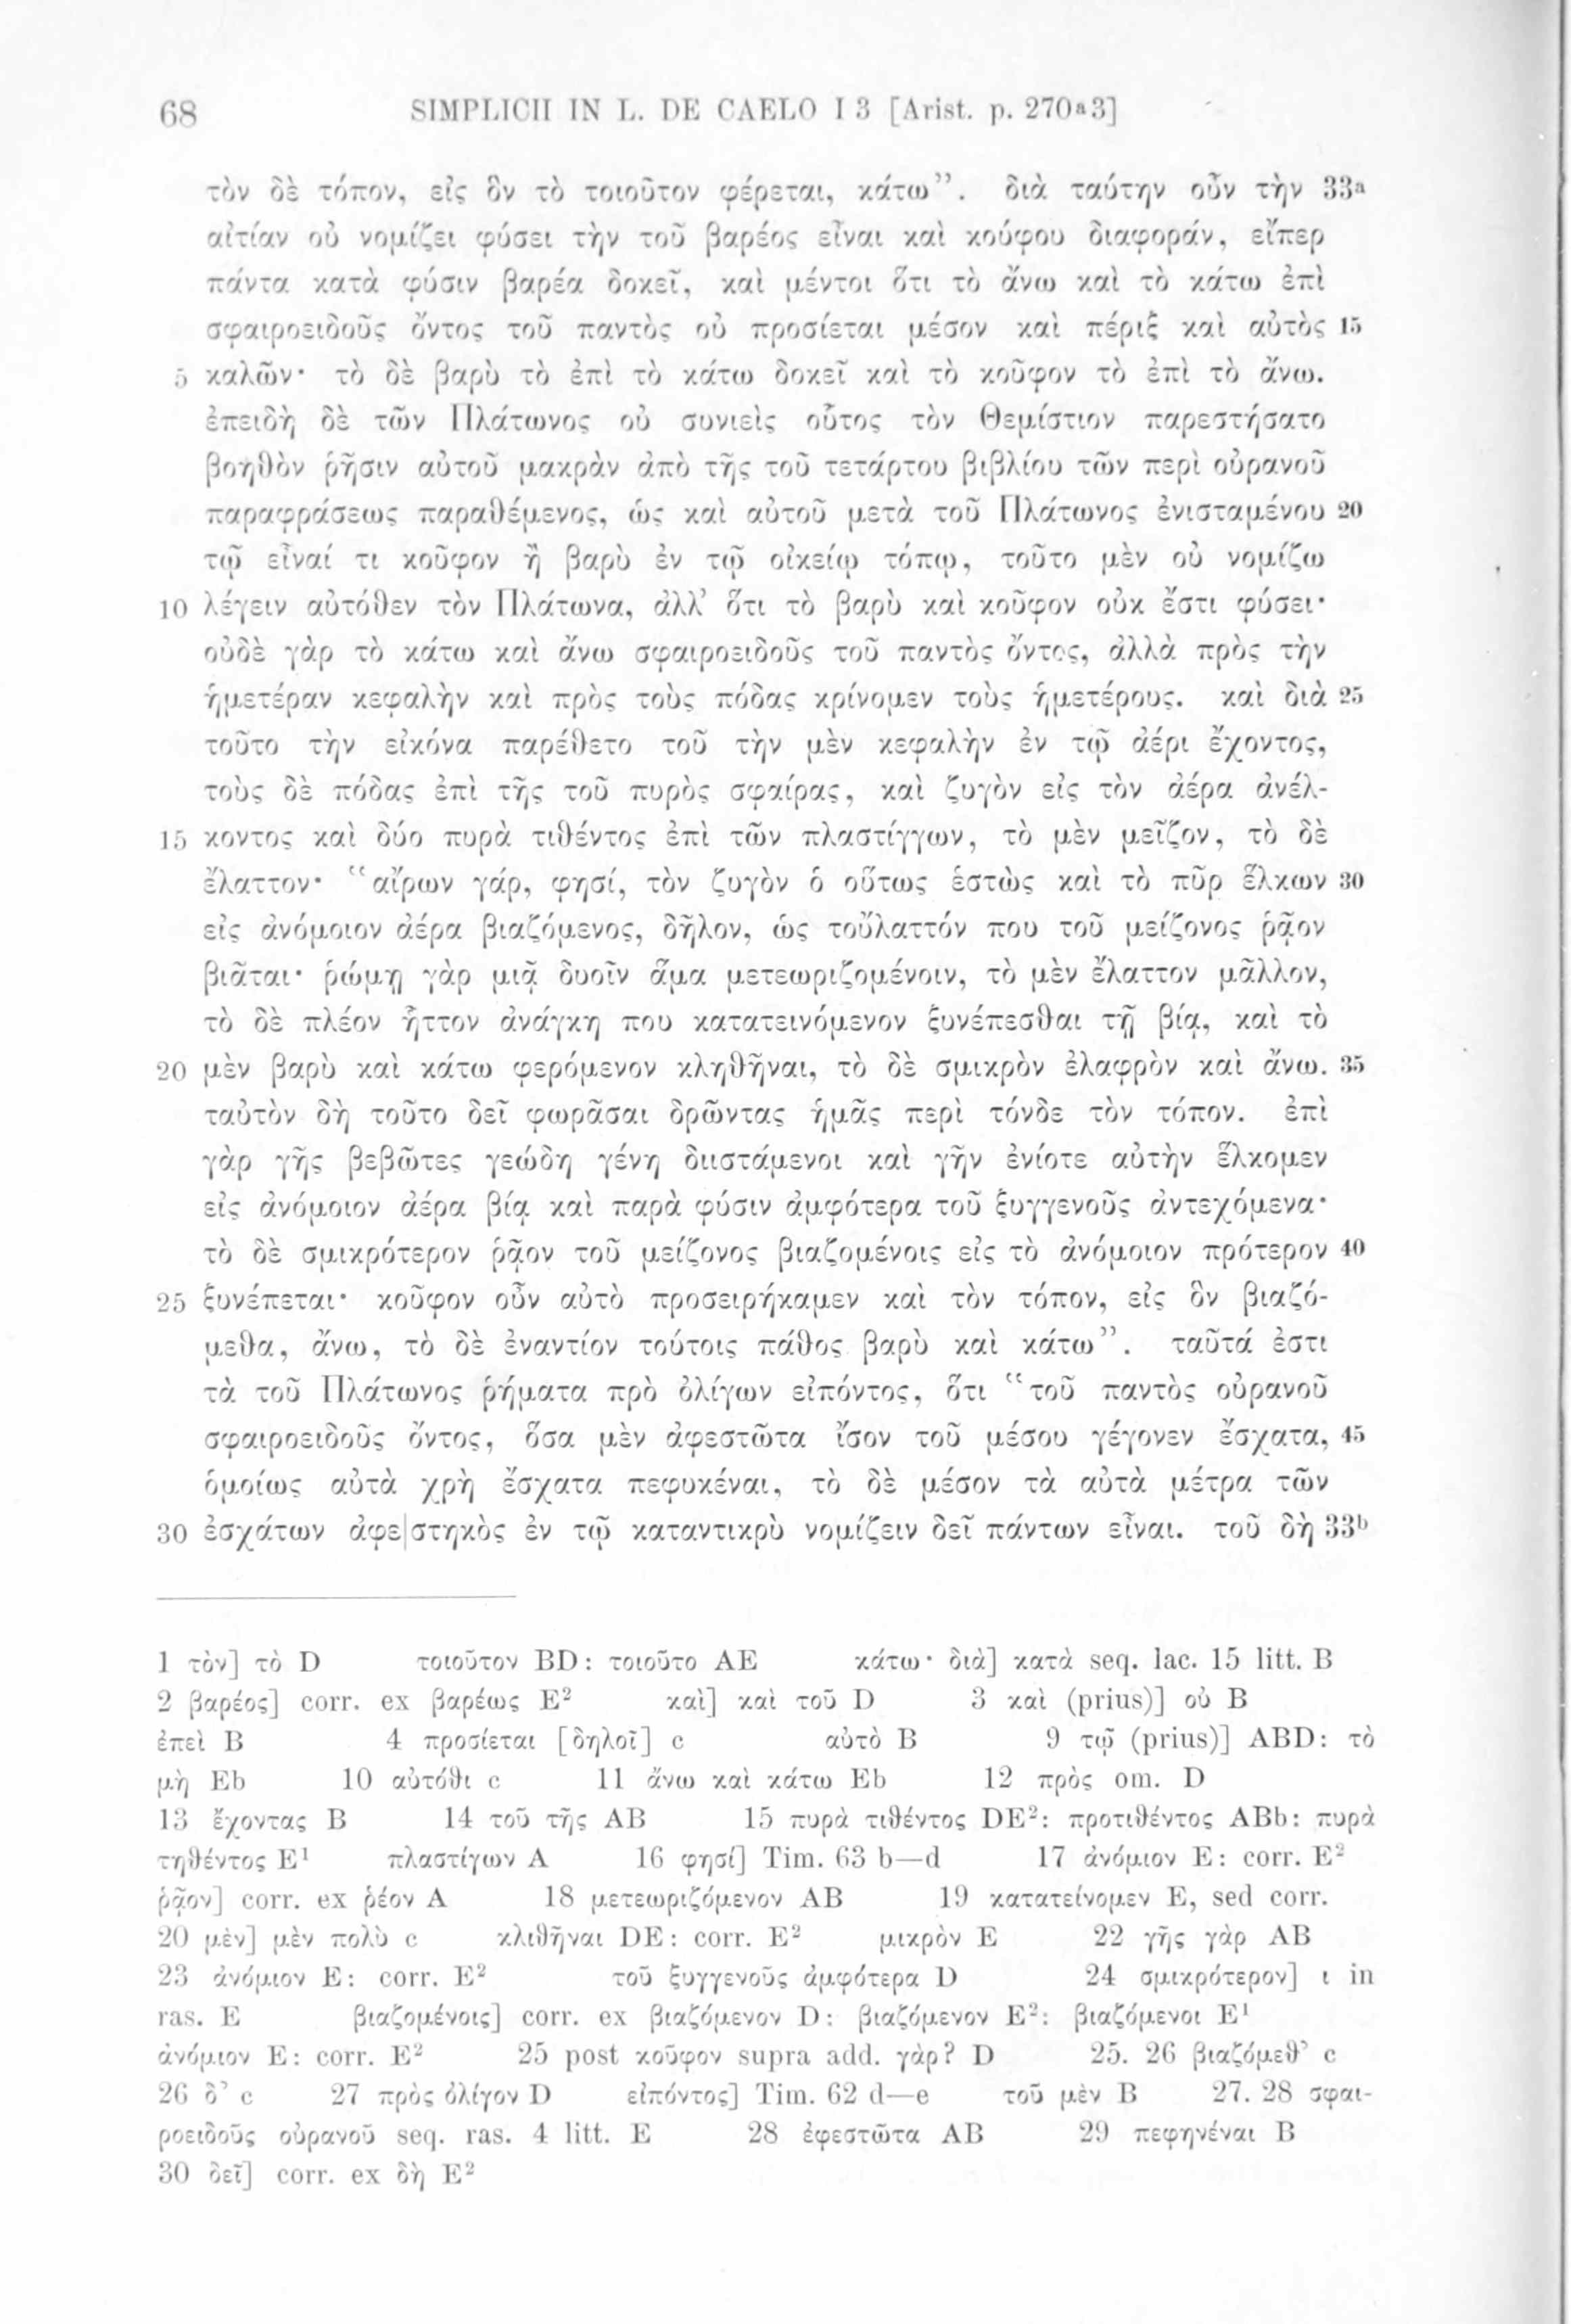 68 SIMPLICII IN L. DE CAELO I 3 [Arist. p. 270a3]
τὸν δὲ τόπον, εἰς ὃν τὸ τοιοῦτον φέρεται, κάτω”. διὰ ταύτην οὖν τὴν 33a
αἰτίαν οὐ νομίζει φύσει τὴν τοῦ βαρέος εἶναι καὶ κούφου διαφοράν, εἴπερ
πάντα κατὰ φύσιν βαρέα δοκεῖ, καὶ μέντοι ὅτι τὸ ἄνω καὶ τὸ κάτω ἐπὶ
σφαιροειδοῦς ὄντος τοῦ παντὸς οὐ προσίεται μέσον καὶ πέριξ καὶ αὐτὸς 15
5 καλῶν· τὸ δὲ βαρὺ τὸ ἐπὶ τὸ κάτω δοκεῖ καὶ τὸ κοῦφον τὸ ἐπὶ τὸ ἄνω.
ἐπειδὴ δὲ τῶν Πλάτωνος οὐ συνιεὶς οὗτος τὸν Θεμίστιον παρεστήσατο
βοηθὸν ῥῆσιν αὐτοῦ μακρὰν ἀπὸ τῆς τοῦ τετάρτου βιβλίου τῶν περὶ οὐρανοῦ
παραφράσεως παραθέμενος, ὡς καὶ αὐτοῦ μετὰ τοῦ Πλάτωνος ἐνισταμένου 20
τῷ εἶναί τι κοῦφον ἢ βαρὺ ἐν τῷ οἰκείῳ τόπῳ, τοῦτο μὲν οὐ νομίζω
10 λέγειν αὐτόθεν τὸν Πλάτωνα, ἀλλ’ ὅτι τὸ βαρὺ καὶ κοῦφον οὐκ ἔστι φύσει·
οὐδὲ γὰρ τὸ κάτω καὶ ἄνω σφαιροειδοῦς τοῦ παντὸς ὄντος, ἀλλὰ πρὸς τὴν
ἡμετέραν κεφαλὴν καὶ πρὸς τοὺς πόδας κρίνομεν τοὺς ἡμετέρους. καὶ διὰ 25
τοῦτο τὴν εἰκόνα παρέθετο τοῦ τὴν μὲν κεφαλὴν ἐν τῷ ἀέρι ἔχοντος,
τοὺς δὲ πόδας ἐπὶ τῆς τοῦ πυρὸς σφαίρας, καὶ ζυγὸν εἰς τὸν ἀέρα ἀνέλ-
15 κοντος καὶ δύο πυρὰ τιθέντος ἐπὶ τῶν πλαστίγγων, τὸ μὲν μεῖζον, τὸ δὲ
ἔλαττον· “αἴρων γάρ, φησί, τὸν ζυγὸν ὁ οὕτως ἑστὼς καὶ τὸ πῦρ ἕλκων 30
εἰς ἀνόμοιον ἀέρα βιαζόμενος, δῆλον, ὡς τοὔλαττόν που τοῦ μείζονος ῥᾷον
βιᾶται· ῥώμῃ γὰρ μιᾷ δυοῖν ἅμα μετεωριζομένοιν, τὸ μὲν ἔλαττον μᾶλλον,
τὸ δὲ πλέον ἧττον ἀνάγκη που κατατεινόμενον ξυνέπεσθαι τῇ βίᾳ, καὶ τὸ
20 μὲν βαρὺ καὶ κάτω φερόμενον κληθῆναι, τὸ δὲ σμικρὸν ἐλαφρὸν καὶ ἄνω. 35
ταὐτὸν δὴ τοῦτο δεῖ φωρᾶσαι δρῶντας ἡμᾶς περὶ τόνδε τὸν τόπον. ἐπὶ
γὰρ γῆς βεβῶτες γεώδη γένη διιστάμενοι καὶ γῆν ἐνίοτε αὐτὴν ἕλκομεν
εἰς ἀνόμοιον ἀέρα βίᾳ καὶ παρὰ φύσιν ἀμφότερα τοῦ ξυγγενοῦς ἀντεχόμενα·
τὸ δὲ σμικρότερον ῥᾷον τοῦ μείζονος βιαζομένοις εἰς τὸ ἀνόμοιον πρότερον 40
25 ξυνέπεται· κοῦφον οὖν αὐτὸ προσειρήκαμεν καὶ τὸν τόπον, εἰς ὃν βιαζό-
μεθα, ἄνω, τὸ δὲ ἐναντίον τούτοις πάθος βαρὺ καὶ κάτω”. ταῦτά ἐστι
τὰ τοῦ Πλάτωνος ῥήματα πρὸ ὀλίγων εἰπόντος, ὅτι “τοῦ παντὸς οὐρανοῦ
σφαιροειδοῦς ὄντος, ὅσα μὲν ἀφεστῶτα ἴσον τοῦ μέσου γέγονεν ἔσχατα, 45
ὁμοίως αὐτὰ χρὴ ἔσχατα πεφυκέναι, τὸ δὲ μέσον τὰ αὐτὰ μέτρα τῶν
30 ἐσχάτων ἀφε|στηκὸς ἐν τῷ καταντικρὺ νομίζειν δεῖ πάντων εἶναι. τοῦ δὴ 33b
1 τὸν] τὸ D τοιοῦτον BD: τοιοῦτο AE κάτω· διὰ] κατὰ seq. lac. 15 litt. B
2 βαρέος] corr. ex βαρέως E² καὶ] καὶ τοῦ D 3 καὶ (prius)] οὐ B
ἐπεὶ B 4 προσίεται [δηλοῖ] c αὐτὸ B 9 τῷ (prius)] ABD: τὸ
μὴ Eb 10 αὐτόθι c 11 ἄνω καὶ κάτω Eb 12 πρὸς om. D
13 ἔχοντας B 14 τοῦ τῆς AB 15 πυρὰ τιθέντος DE²: προτιθέντος ABb: πυρὰ
τηθέντος E¹ πλαστίγων A 16 φησί] Tim. 63 b—d 17 ἀνόμιον E: corr. E²
ῥᾷον] corr. ex ῥέον A 18 μετεωριζόμενον AB 19 κατατείνομεν E, sed corr.
20 μὲν] μὲν πολὺ c κλιθῆναι DE: corr. E² μικρὸν E 22 γῆς γὰρ AB
23 ἀνόμιον E: corr. E² τοῦ ξυγγενοῦς ἀμφότερα D 24 σμικρότερον] ι in
ras. E βιαζομένοις] corr. ex βιαζόμενον D: βιαζόμενον E²: βιαζόμενοι E¹
ἀνόμιον E: corr. E² 25 post κοῦφον supra add. γὰρ? D 25. 26 βιαζόμεθ’ c
26 δ’ c 27 πρὸς ὀλίγον D εἰπόντος] Tim. 62 d—e τοῦ μὲν B 27. 28 σφαι-
ροειδοῦς οὐρανοῦ seq. ras. 4 litt. E 28 ἐφεστῶτα AB 29 πεφηνέναι B
30 δεῖ] corr. ex δὴ E²